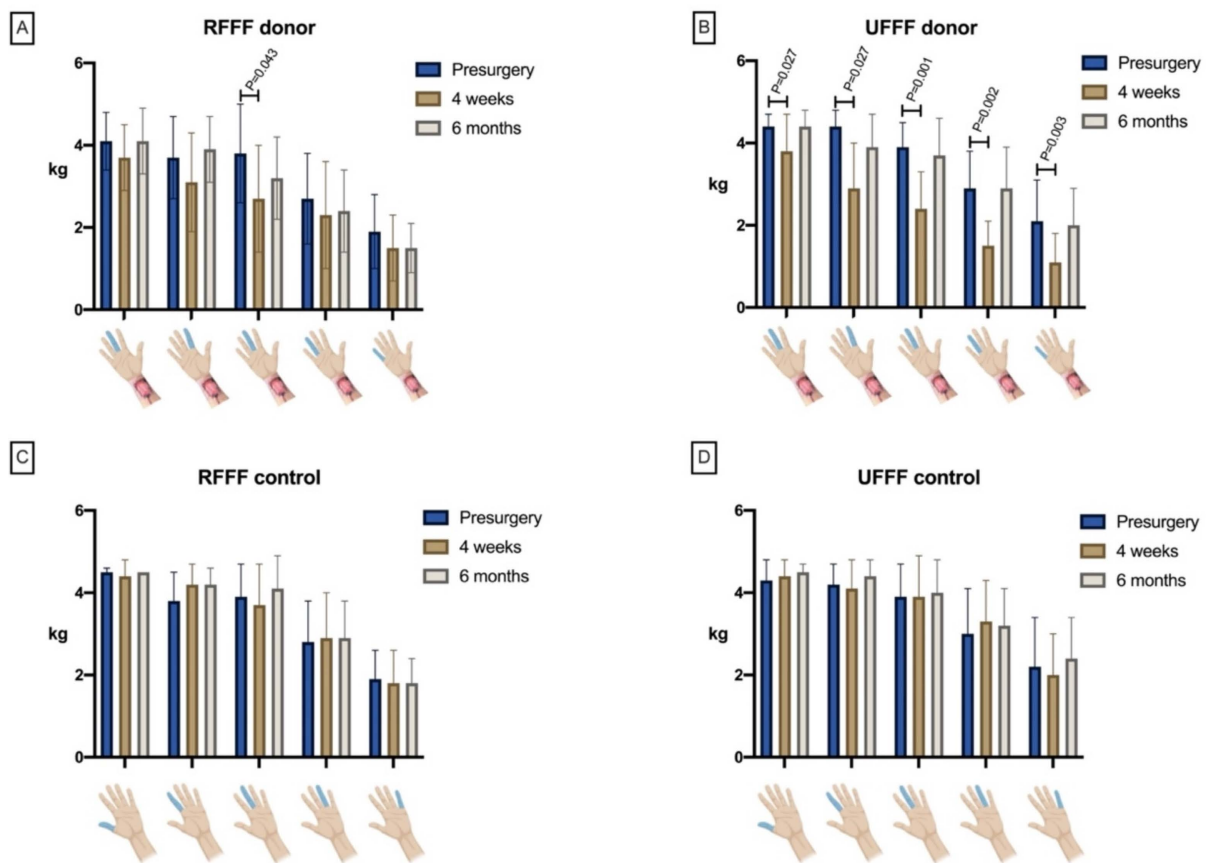 A
RFFF donor
6
4
kg
2
0
P=0.043
Presurgery
4 weeks
6 months
B
UFFF donor
6
4
kg
2
0
P=0.027
P=0.027
P=0.001
P=0.002
P=0.003
Presurgery
4 weeks
6 months
C
RFFF control
6
4
kg
2
0
Presurgery
4 weeks
6 months
D
UFFF control
6
4
kg
2
0
Presurgery
4 weeks
6 months